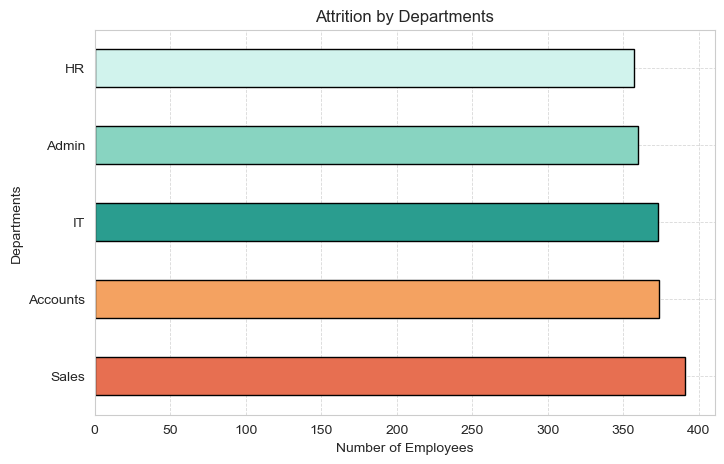 Attrition by Departments
HR
Admin
IT
Accounts
Sales
Departments
0 50 100 150 200 250 300 350 400
Number of Employees